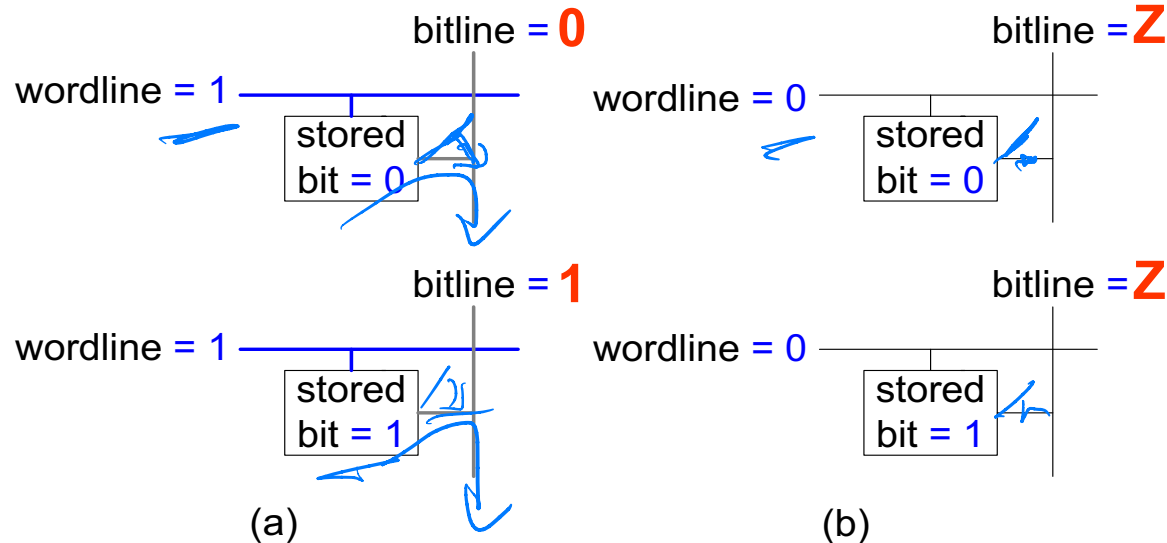 bitline = 0
wordline = 1
stored
bit = 0
bitline = Z
wordline = 0
stored
bit = 0
bitline = 1
wordline = 1
stored
bit = 1
bitline = Z
wordline = 0
stored
bit = 1
(a)
(b)